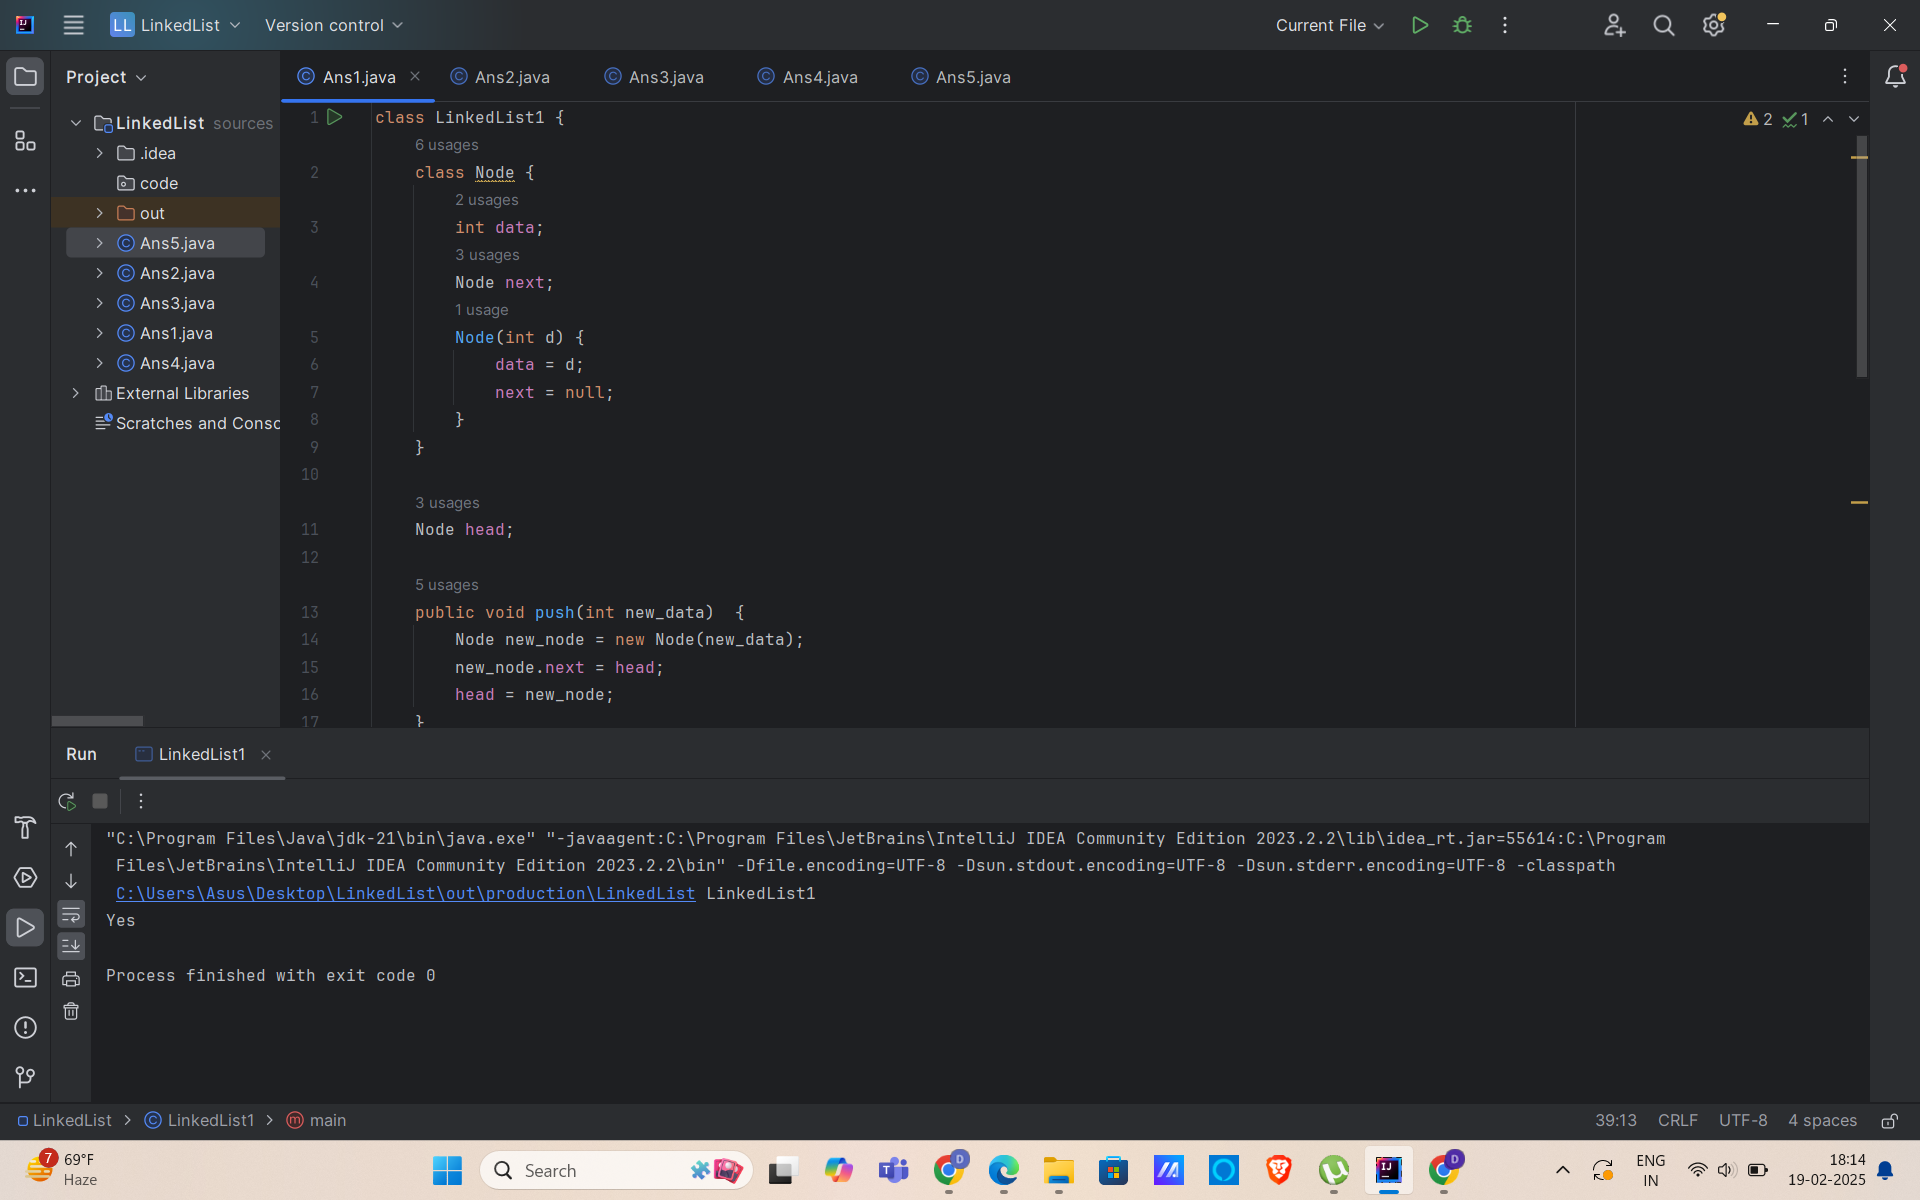 LL LinkedList Version control Current File
Project
Ans1.java Ans2.java Ans3.java Ans4.java Ans5.java
LinkedList sources
.idea
code
out
Ans5.java
Ans2.java
Ans3.java
Ans1.java
Ans4.java
External Libraries
Scratches and Consc
2 1
1 class LinkedList1 {
6 usages
2 class Node {
2 usages
3 int data;
3 usages
4 Node next;
1 usage
5 Node(int d) {
6 data = d;
7 next = null;
8 }
9 }
10
3 usages
11 Node head;
12
5 usages
13 public void push(int new_data)  {
14 Node new_node = new Node(new_data);
15 new_node.next = head;
16 head = new_node;
17 }
Run LinkedList1
"C:\Program Files\Java\jdk-21\bin\java.exe" "-javaagent:C:\Program Files\JetBrains\IntelliJ IDEA Community Edition 2023.2.2\lib\idea_rt.jar=55614:C:\Program
Files\JetBrains\IntelliJ IDEA Community Edition 2023.2.2\bin" -Dfile.encoding=UTF-8 -Dsun.stdout.encoding=UTF-8 -Dsun.stderr.encoding=UTF-8 -classpath
C:\Users\Asus\Desktop\LinkedList\out\production\LinkedList LinkedList1
Yes
Process finished with exit code 0
LinkedList > LinkedList1 > main 39:13 CRLF UTF-8 4 spaces
7 69°F
Haze
Search
ENG
IN
18:14
19-02-2025